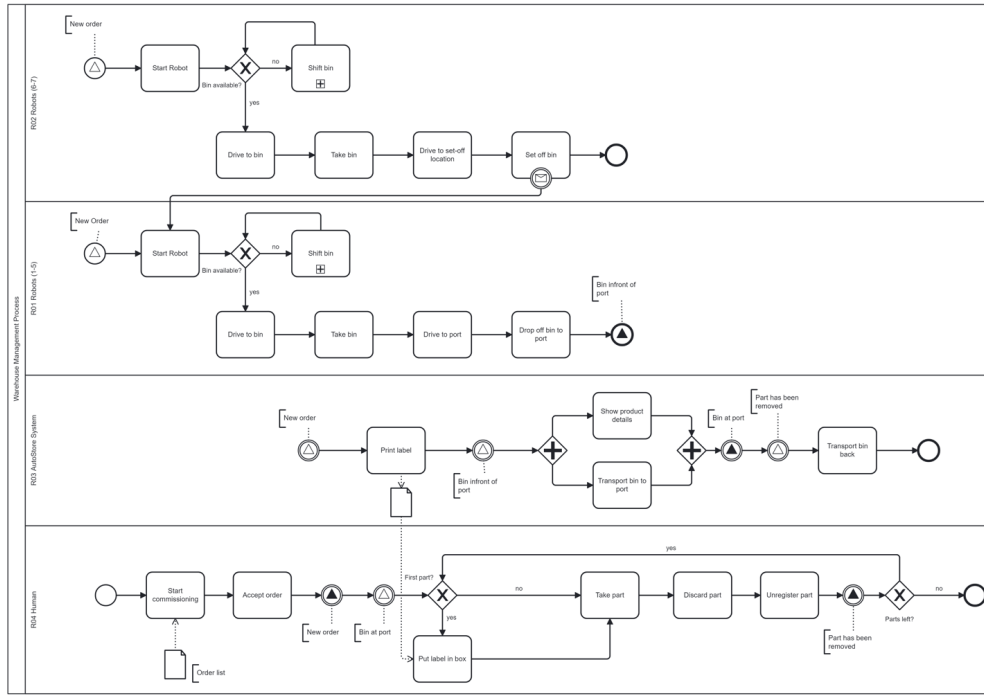 Warehouse Management Process
R02 Robots (6-7)
New order
Start Robot
Bin available?
no
Shift bin
yes
Drive to bin
Take bin
Drive to set-off
location
Set off bin
R01 Robots (1-5)
New Order
Start Robot
Bin available?
no
Shift bin
yes
Drive to bin
Take bin
Drive to port
Drop off bin to
port
Bin infront of
port
R03 AutoStore System
New order
Print label
Bin infront of
port
Show product
details
Transport bin to
port
Bin at port
Part has been
removed
Transport bin
back
R04 Human
Start
commissioning
Order list
Accept order
New order
Bin at port
First part?
yes
no
Put label in box
Take part
Discard part
Unregister part
Part has been
removed
Parts left?
yes
no